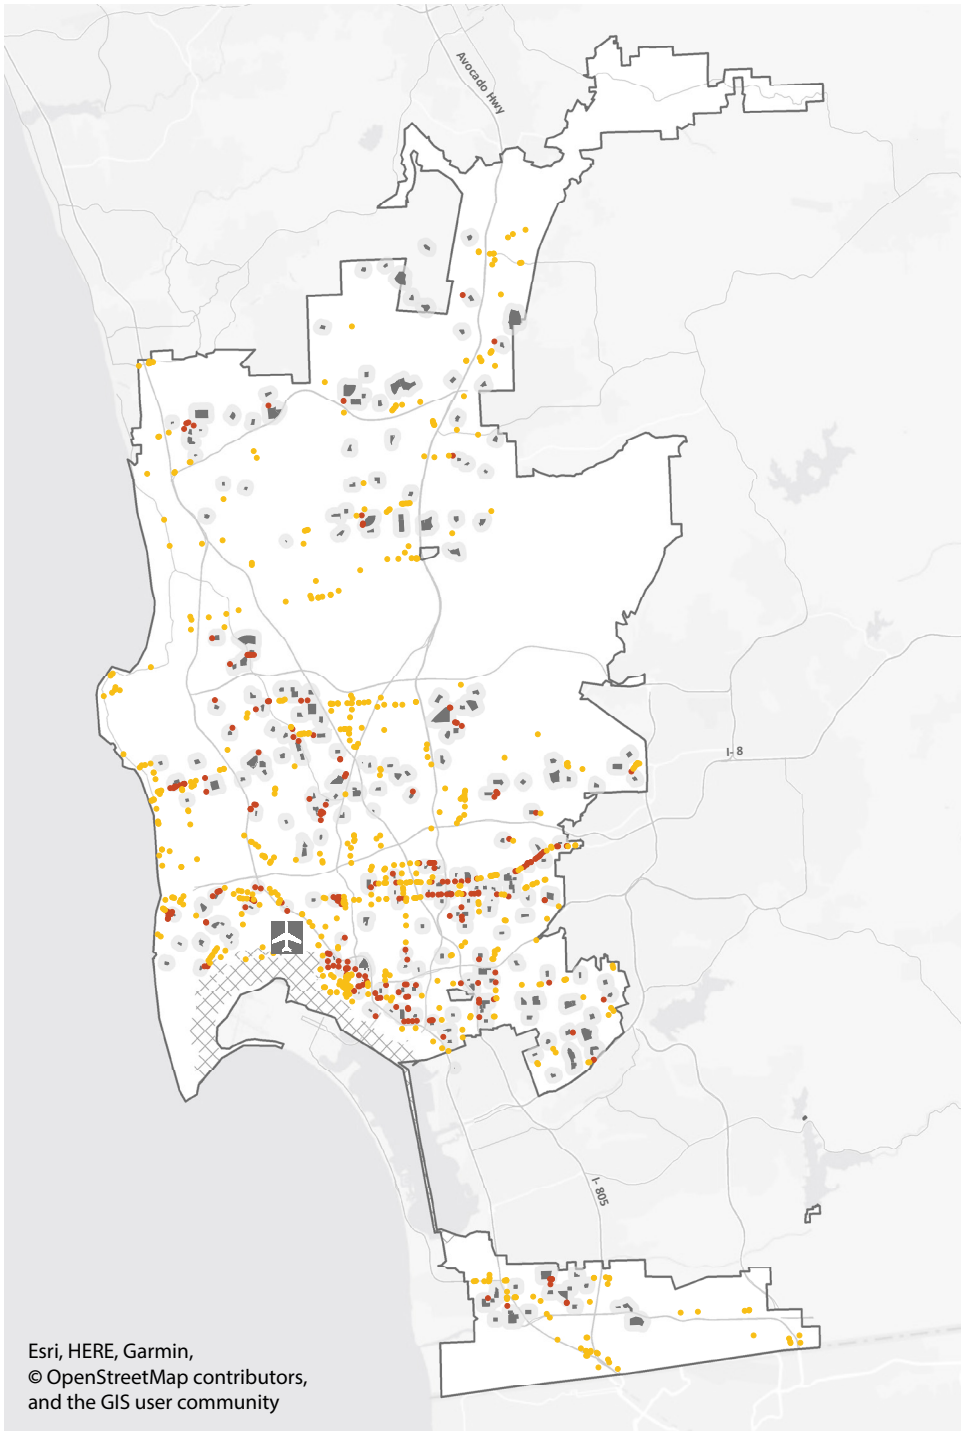 Avocado Hwy
I-8
I-805
Esri, HERE, Garmin,
© OpenStreetMap contributors,
and the GIS user community